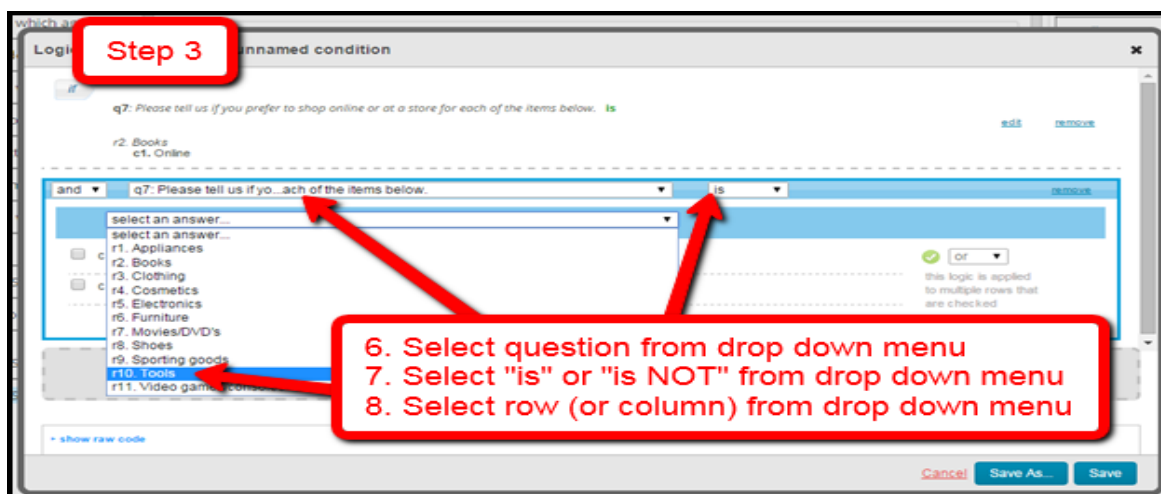 which as
Step 3
Logic unnamed condition ×
if
q7: Please tell us if you prefer to shop online or at a store for each of the items below. is
edit remove
r2. Books
c1. Online
and q7: Please tell us if yo...ach of the items below. is remove
select an answer...
select an answer...
r1. Appliances
r2. Books
r3. Clothing
r4. Cosmetics
r5. Electronics
r6. Furniture
r7. Movies/DVD's
r8. Shoes
r9. Sporting goods
r10. Tools
r11. Video game
c
c
or
this logic is applied
to multiple rows that
are checked
6. Select question from drop down menu
7. Select "is" or "is NOT" from drop down menu
8. Select row (or column) from drop down menu
show raw code
Cancel Save As... Save